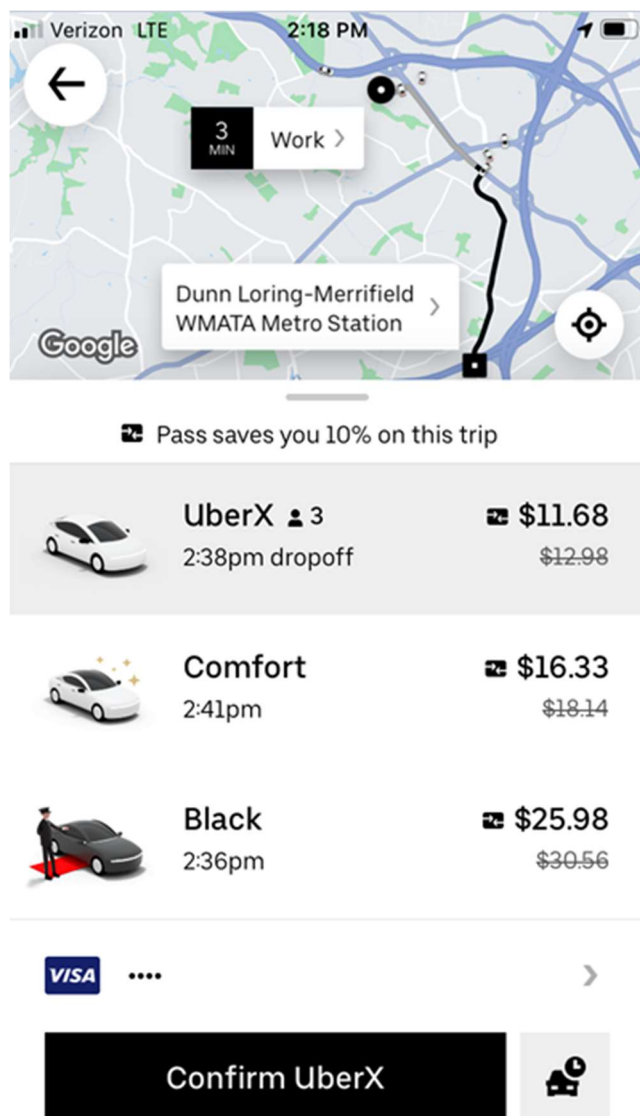 Verizon LTE 2:18 PM
3
MIN
Work
Dunn Loring-Merrifield
WMATA Metro Station
Google
Pass saves you 10% on this trip
UberX 3 $11.68
2:38pm dropoff $12.98
Comfort $16.33
2:41pm $18.14
Black $25.98
2:36pm $30.56
VISA ••••
Confirm UberX